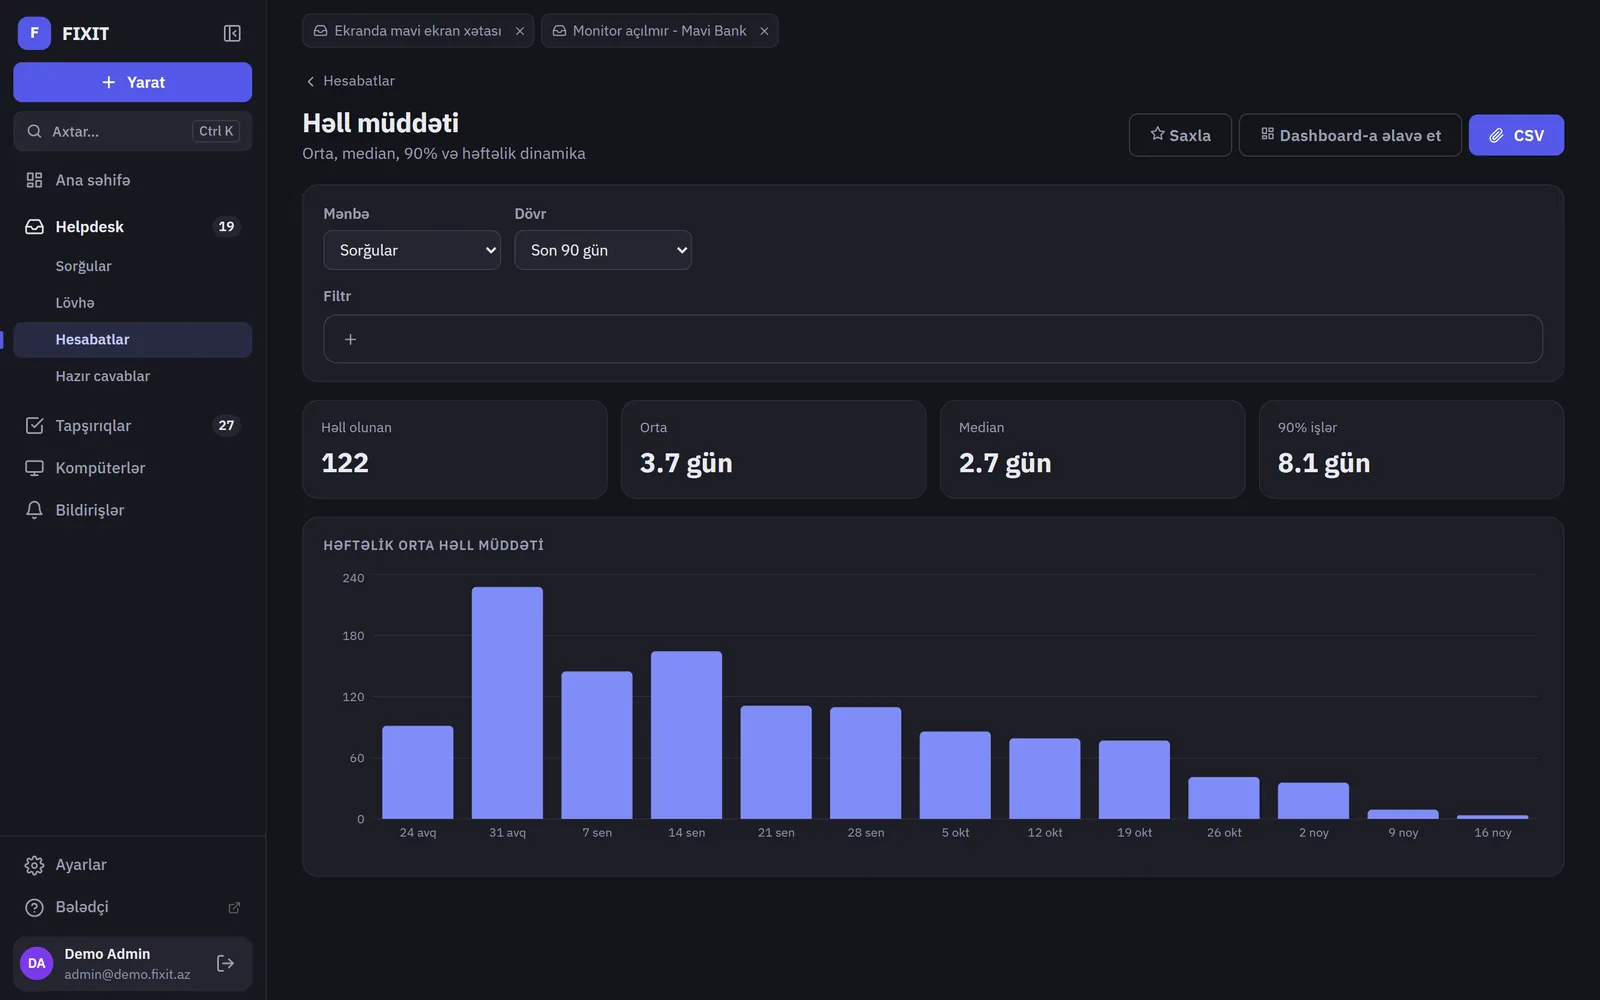 F FIXIT
Yarat
Axtar... Ctrl K
Ana səhifə
Helpdesk 19
Sorğular
Lövhə
Hesabatlar
Hazır cavablar
Tapşırıqlar 27
Kompüterlər
Bildirişlər
Ayarlar
Bələdçi
DA
Demo Admin
admin@demo.fixit.az
Ekranda mavi ekran xətası
Monitor açılmır - Mavi Bank
Hesabatlar
Həll müddəti
Orta, median, 90% və həftəlik dinamika
Saxla
Dashboard-a əlavə et
CSV
Mənbə Dövr
Sorğular Son 90 gün
Filtr
Həll olunan
122
Orta
3.7 gün
Median
2.7 gün
90% işlər
8.1 gün
HƏFTƏLİK ORTA HƏLL MÜDDƏTİ
240
180
120
60
0
24 avq 31 avq 7 sen 14 sen 21 sen 28 sen 5 okt 12 okt 19 okt 26 okt 2 noy 9 noy 16 noy